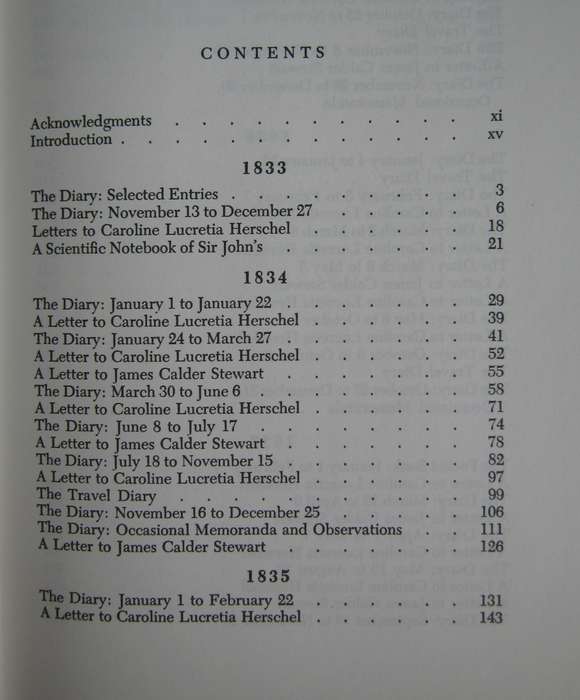 CONTENTS
Acknowledgments . . . . . . . . . . . xi
Introduction . . . . . . . . . . . . . xv
1833
The Diary: Selected Entries . . . . . . . . . 3
The Diary: November 13 to December 27 . . . . . 6
Letters to Caroline Lucretia Herschel . . . . . . 18
A Scientific Notebook of Sir John's . . . . . . . 21
1834
The Diary: January 1 to January 22 . . . . . . . 29
A Letter to Caroline Lucretia Herschel . . . . . . 39
The Diary: January 24 to March 27 . . . . . . . 41
A Letter to Caroline Lucretia Herschel . . . . . . 52
A Letter to James Calder Stewart . . . . . . . 55
The Diary: March 30 to June 6 . . . . . . . . 58
A Letter to Caroline Lucretia Herschel . . . . . . 71
The Diary: June 8 to July 17 . . . . . . . . 74
A Letter to James Calder Stewart . . . . . . . 78
The Diary: July 18 to November 15 . . . . . . . 82
A Letter to Caroline Lucretia Herschel . . . . . . 97
The Travel Diary . . . . . . . . . . . 99
The Diary: November 16 to December 25 . . . . . 106
The Diary: Occasional Memoranda and Observations . . 111
A Letter to James Calder Stewart . . . . . . . 126
1835
The Diary: January 1 to February 22 . . . . . . 131
A Letter to Caroline Lucretia Herschel . . . . . . 143